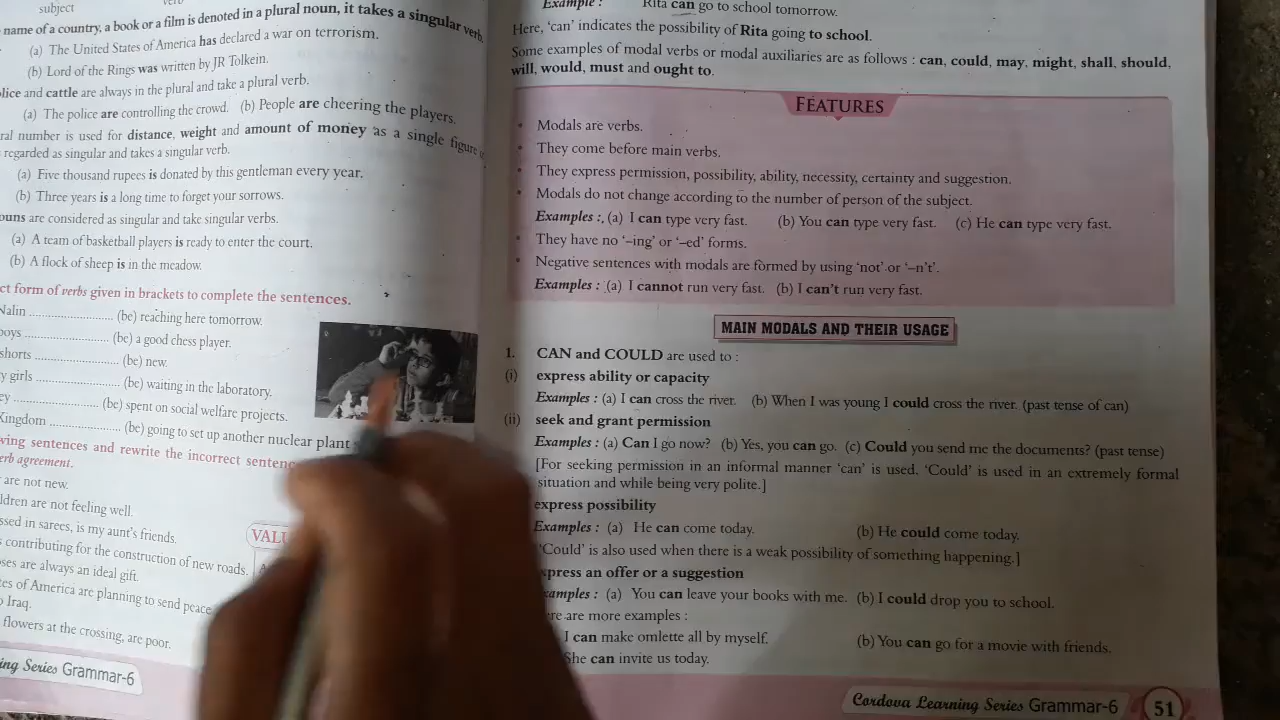 subject
verb
name of a country, a book or a film is denoted in a plural noun, it takes a singular verb.
(a) The United States of America has declared a war on terrorism.
(b) Lord of the Rings was written by JR Tolkein.
lice and cattle are always in the plural and take a plural verb.
(a) The police are controlling the crowd. (b) People are cheering the players.
ral number is used for distance, weight and amount of money as a single figure
regarded as singular and takes a singular verb.
(a) Five thousand rupees is donated by this gentleman every year.
(b) Three years is a long time to forget your sorrows.
ouns are considered as singular and take singular verbs.
(a) A team of basketball players is ready to enter the court.
(b) A flock of sheep is in the meadow.
ct form of verbs given in brackets to complete the sentences.
Nalin ........................ (be) reaching here tomorrow.
boys ........................ (be) a good chess player.
shorts ........................ (be) new.
y girls ........................ (be) waiting in the laboratory.
ey ........................ (be) spent on social welfare projects.
Kingdom ........................ (be) going to set up another nuclear plant
wing sentences and rewrite the incorrect sentenc
erb agreement.
are not new.
ldren are not feeling well.
ssed in sarees, is my aunt's friends.
contributing for the construction of new roads.
VALU
ses are always an ideal gift.
tes of America are planning to send peace
Iraq.
flowers at the crossing, are poor.
ng Series Grammar-6
Example : Rita can go to school tomorrow.
Here, 'can' indicates the possibility of Rita going to school.
Some examples of modal verbs or modal auxiliaries are as follows : can, could, may, might, shall, should,
will, would, must and ought to.
FEATURES
• Modals are verbs.
• They come before main verbs.
• They express permission, possibility, ability, necessity, certainty and suggestion.
• Modals do not change according to the number of person of the subject.
Examples : (a) I can type very fast. (b) You can type very fast. (c) He can type very fast.
• They have no '–ing' or '–ed' forms.
• Negative sentences with modals are formed by using 'not' or '–n't'.
Examples : (a) I cannot run very fast. (b) I can't run very fast.
MAIN MODALS AND THEIR USAGE
1. CAN and COULD are used to :
(i) express ability or capacity
Examples : (a) I can cross the river. (b) When I was young I could cross the river. (past tense of can)
(ii) seek and grant permission
Examples : (a) Can I go now? (b) Yes, you can go. (c) Could you send me the documents? (past tense)
[For seeking permission in an informal manner 'can' is used. 'Could' is used in an extremely formal
situation and while being very polite.]
express possibility
Examples : (a) He can come today. (b) He could come today.
'Could' is also used when there is a weak possibility of something happening.]
xpress an offer or a suggestion
amples : (a) You can leave your books with me. (b) I could drop you to school.
ere are more examples :
I can make omlette all by myself. (b) You can go for a movie with friends.
She can invite us today.
Cordova Learning Series Grammar-6
51